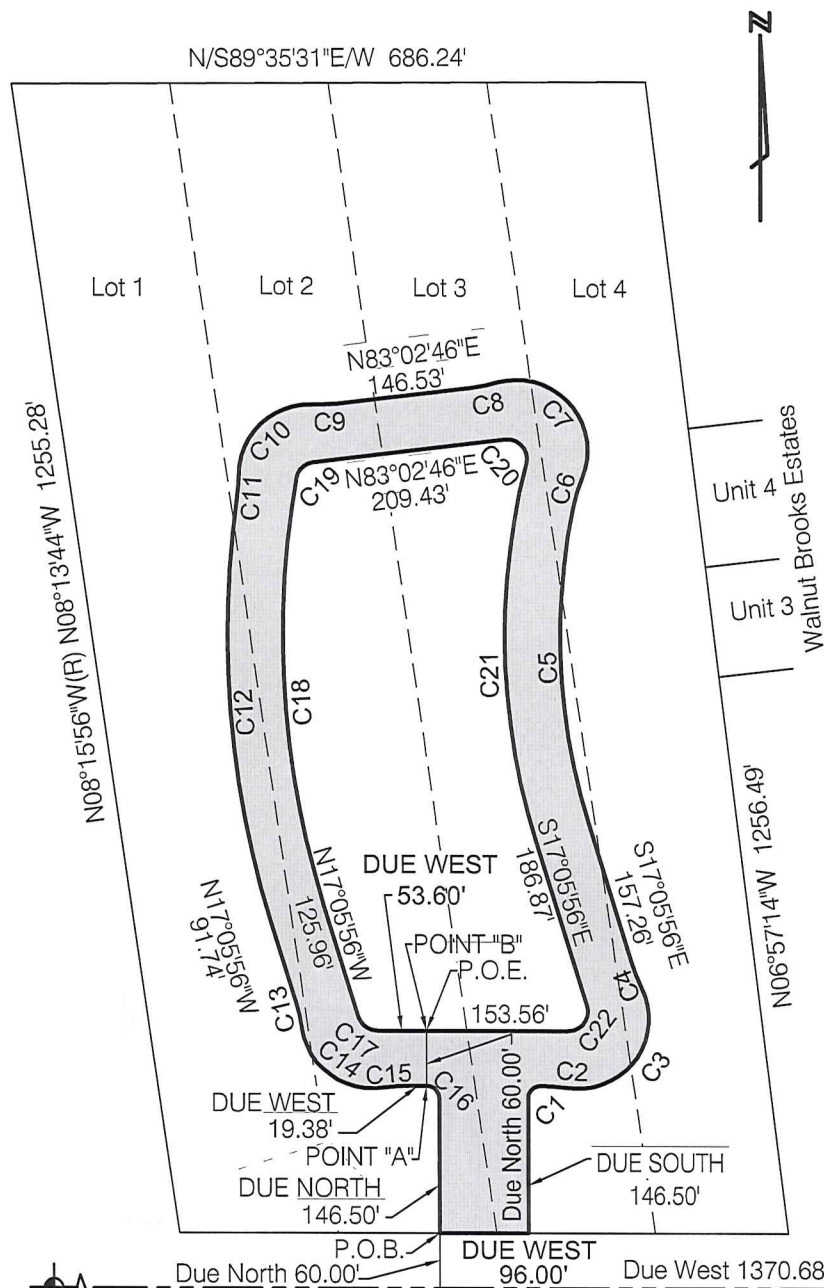 N
N/S89°35'31"E/W 686.24'
Lot 1
Lot 2
Lot 3
Lot 4
N83°02'46"E
146.53'
C8
C9
C7
C10
C11
C19
N83°02'46"E
209.43'
C20
C6
Walnut Brooks Estates
Unit 4
Unit 3
N08°15'56"W(R) N08°13'44"W 1255.28'
C12
C18
C21
C5
N06°57'14"W 1256.49'
DUE WEST
53.60'
S17°05'56"E
186.87'
S17°05'56"E
157.26'
N17°05'56"W
125.96'
N17°05'56"W
91.74'
POINT "B"
P.O.E.
153.56'
C13
C4
C17
C14
C22
C15
C16
C2
C3
C1
DUE WEST
19.38'
POINT "A"
Due North 60.00'
DUE NORTH
146.50'
DUE SOUTH
146.50'
P.O.B.
DUE WEST
96.00'
Due North 60.00'
Due West 1370.68
A